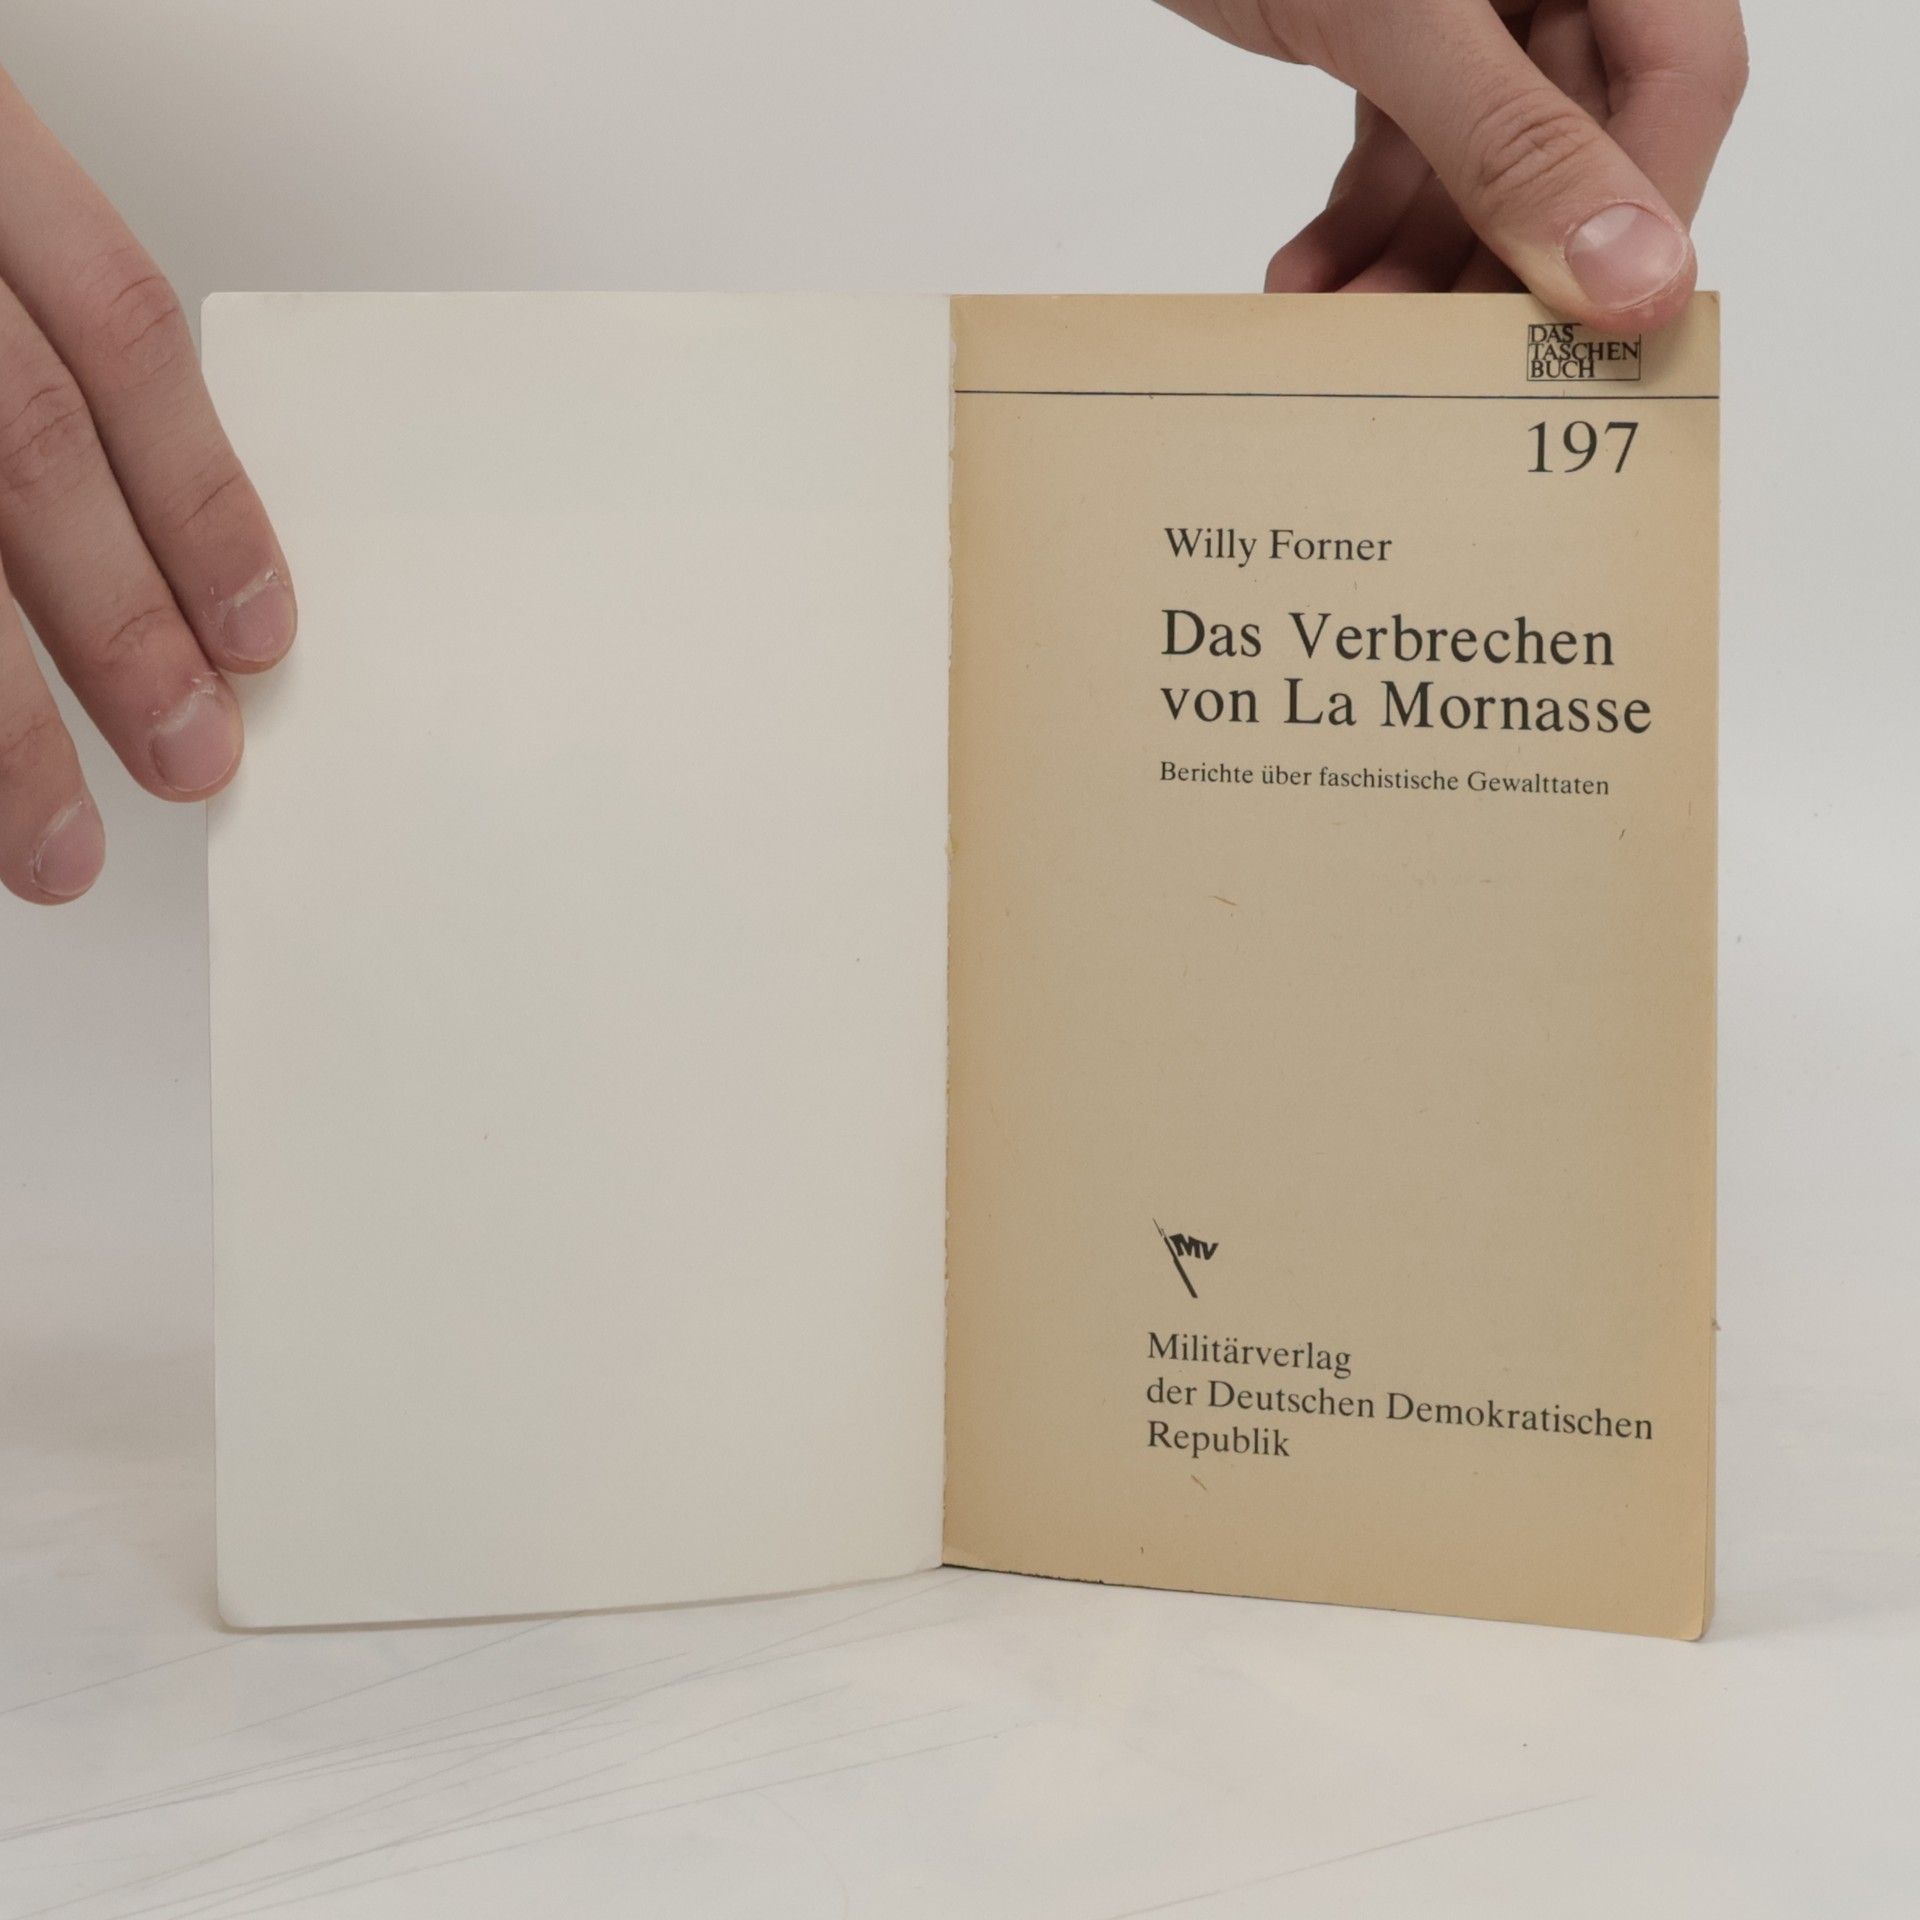 DAS
TASCHEN
BUCH
197
Willy Forner
Das Verbrechen
von La Mornasse
Berichte über faschistische Gewalttaten
MV
Militärverlag
der Deutschen Demokratischen
Republik